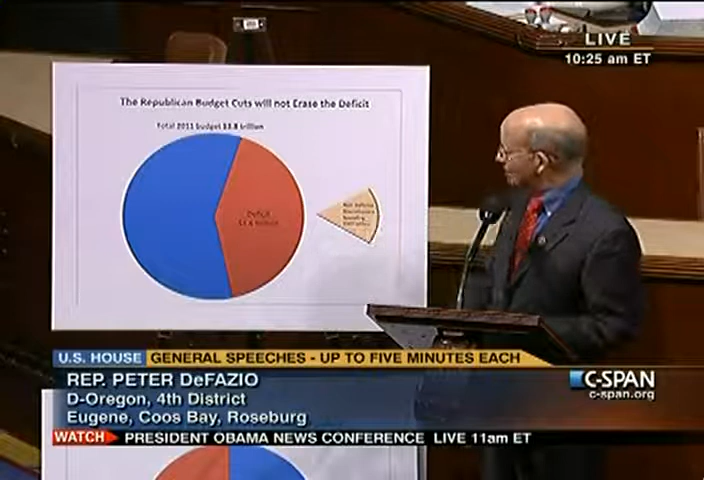 LIVE
10:25 am ET
The Republican Budget Cuts will not Erase the Deficit
Total 2011 budget $3.8 trillion
Deficit
U.S. HOUSE GENERAL SPEECHES - UP TO FIVE MINUTES EACH
REP. PETER DeFAZIO
D-Oregon, 4th District
Eugene, Coos Bay, Roseburg
C-SPAN
c-span.org
WATCH PRESIDENT OBAMA NEWS CONFERENCE LIVE 11am ET